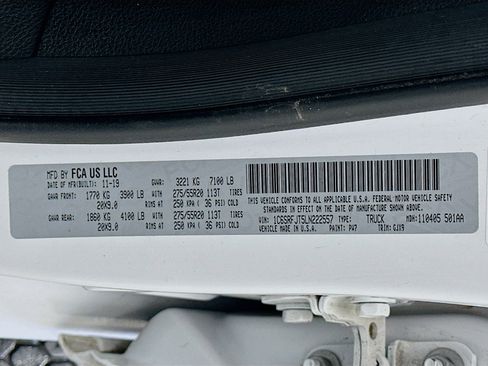 MFD BY FCA US LLC
DATE OF MFR(BUILT): 11-19 GVWR: 3221 KG 7100 LB
GAWR FRONT: 1770 KG 3900 LB WITH 275/55R20 113T TIRES
20X9.0 RIMS AT 250 KPA ( 36 PSI) COLD
GAWR REAR: 1860 KG 4100 LB WITH 275/55R20 113T TIRES
20X9.0 RIMS AT 250 KPA ( 36 PSI) COLD
THIS VEHICLE CONFORMS TO ALL APPLICABLE U.S.A. FEDERAL MOTOR VEHICLE SAFETY
STANDARDS IN EFFECT ON THE DATE OF MANUFACTURE SHOWN ABOVE.
VIN: 1C6SRFJT5LN222557 TYPE: TRUCK MDH: 110405 501AA
VEHICLE MADE IN U.S.A. PAINT: PW7 TRIM: GJX9